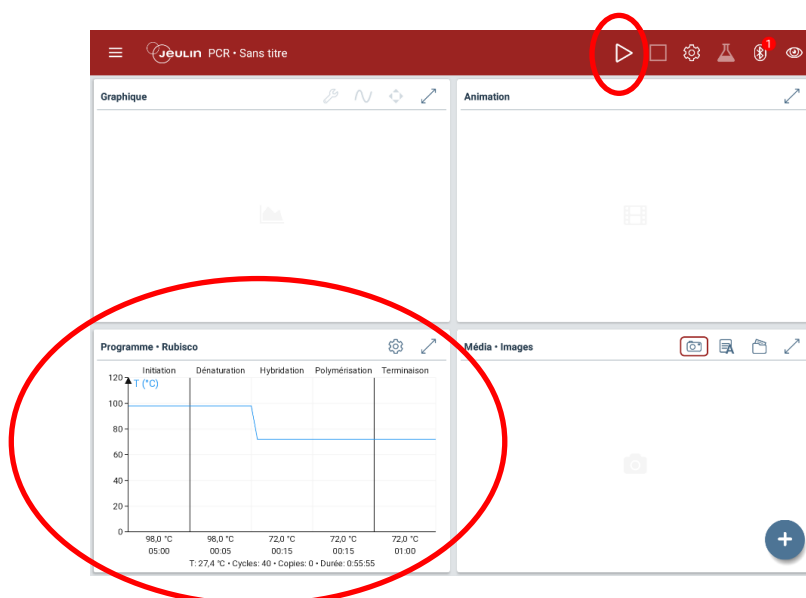 Jeulin PCR • Sans titre
1
Graphique
Animation
Programme • Rubisco
Média • Images
Initiation Dénaturation Hybridation Polymérisation Terminaison
T (°C)
120
100
80
60
40
20
0
98,0 °C 98,0 °C 72,0 °C 72,0 °C 72,0 °C
05:00 00:05 00:15 00:15 01:00
T: 27,4 °C • Cycles: 40 • Copies: 0 • Durée: 0:55:55